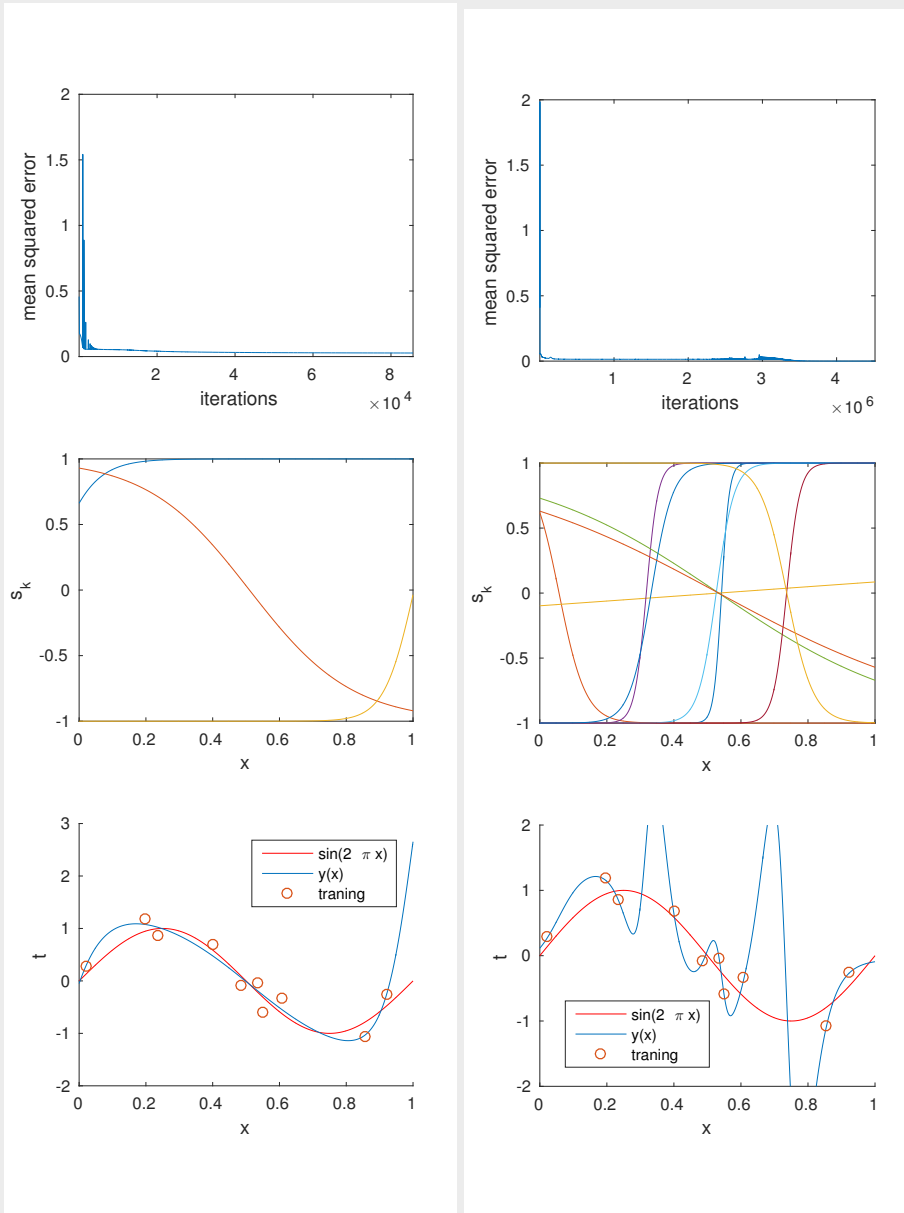 2
1.5
1
0.5
0
mean squared error
2 4 6 8
iterations
×10 4
2
1.5
1
0.5
0
mean squared error
1 2 3 4
iterations
×10 6
1
0.5
0
-0.5
-1
s k
0 0.2 0.4 0.6 0.8 1
x
1
0.5
0
-0.5
-1
s k
0 0.2 0.4 0.6 0.8 1
x
3
2
1
0
-1
-2
t
sin(2 π x)
y(x)
traning
0 0.2 0.4 0.6 0.8 1
x
2
1
0
-1
-2
t
sin(2 π x)
y(x)
traning
0 0.2 0.4 0.6 0.8 1
x